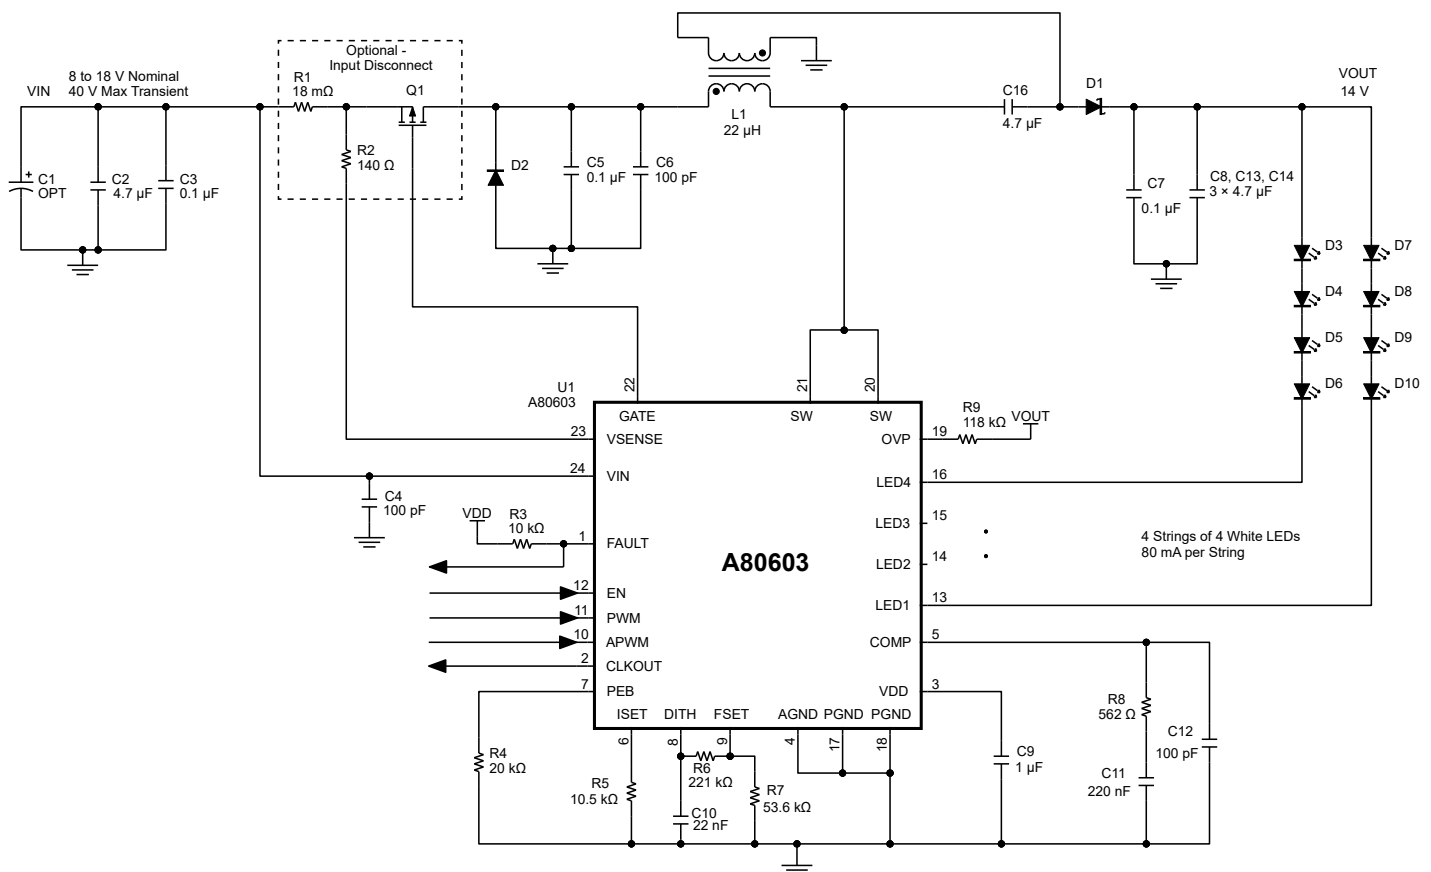 Optional -
Input Disconnect
8 to 18 V Nominal
40 V Max Transient
VIN
R1
18 mΩ
Q1
R2
140 Ω
L1
22 µH
C16
4.7 µF
D1
VOUT
14 V
C1
OPT
+
C2
4.7 µF
C3
0.1 µF
D2
C5
0.1 µF
C6
100 pF
C7
0.1 µF
C8, C13, C14
3 × 4.7 µF
D3
D7
D4
D8
D5
D9
D6
D10
U1
A80603
22
GATE
21
SW
20
SW
23
VSENSE
24
VIN
C4
100 pF
VDD
R3
10 kΩ
1
FAULT
12
EN
11
PWM
10
APWM
2
CLKOUT
7
PEB
A80603
OVP
19
R9
118 kΩ
VOUT
LED4
16
LED3
15
LED2
14
LED1
13
4 Strings of 4 White LEDs
80 mA per String
COMP
5
VDD
3
ISET
DITH
FSET
AGND
PGND
PGND
6
8
9
4
17
18
R4
20 kΩ
R5
10.5 kΩ
R6
221 kΩ
R7
53.6 kΩ
C10
22 nF
C9
1 µF
R8
562 Ω
C11
220 nF
C12
100 pF